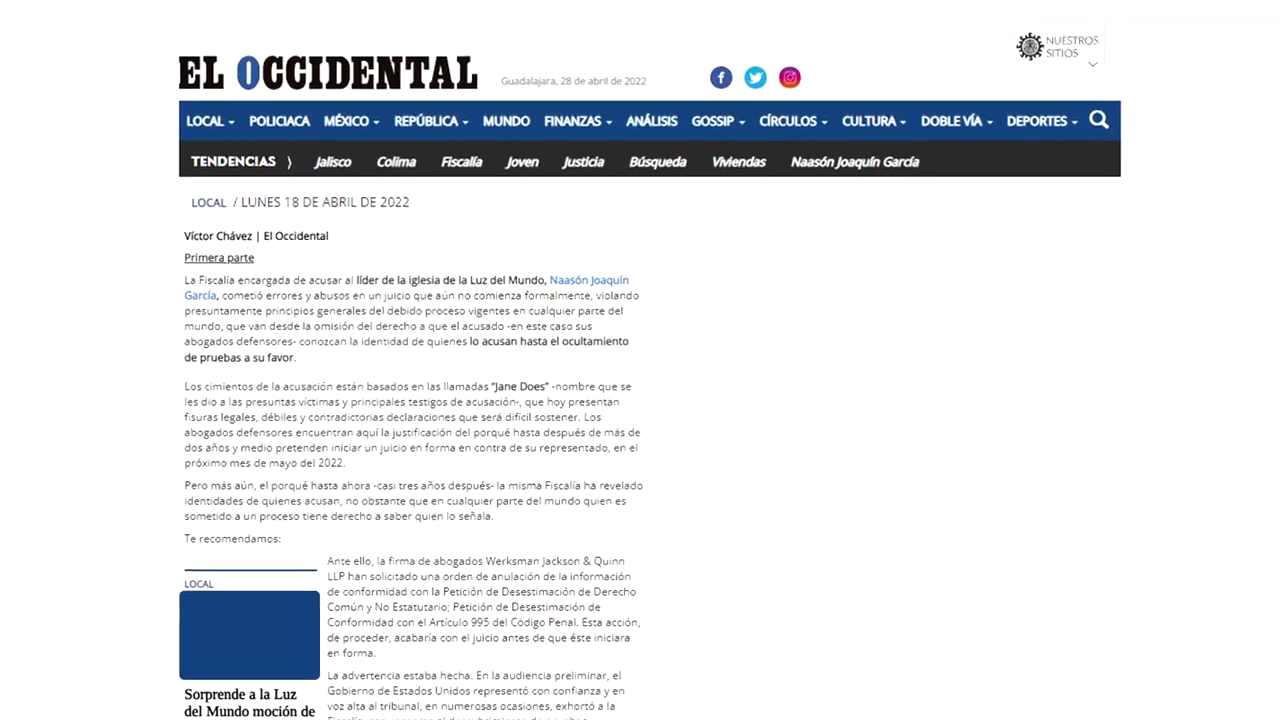 NUESTROS
SITIOS
EL OCCIDENTAL
Guadalajara, 28 de abril de 2022
LOCAL POLICIACA MÉXICO REPÚBLICA MUNDO FINANZAS ANÁLISIS GOSSIP CÍRCULOS CULTURA DOBLE VÍA DEPORTES
TENDENCIAS ⟩ Jalisco Colima Fiscalía Joven Justicia Búsqueda Viviendas Naasón Joaquín García
LOCAL / LUNES 18 DE ABRIL DE 2022
Víctor Chávez | El Occidental
Primera parte
La Fiscalía encargada de acusar al líder de la iglesia de la Luz del Mundo, Naasón Joaquín
García, cometió errores y abusos en un juicio que aún no comienza formalmente, violando
presuntamente principios generales del debido proceso vigentes en cualquier parte del
mundo, que van desde la omisión del derecho a que el acusado -en este caso sus
abogados defensores- conozcan la identidad de quienes lo acusan hasta el ocultamiento
de pruebas a su favor.
Los cimientos de la acusación están basados en las llamadas "Jane Does" -nombre que se
les dio a las presuntas víctimas y principales testigos de acusación-, que hoy presentan
fisuras legales, débiles y contradictorias declaraciones que será difícil sostener. Los
abogados defensores encuentran aquí la justificación del porqué hasta después de más de
dos años y medio pretenden iniciar un juicio en forma en contra de su representado, en el
próximo mes de mayo del 2022.
Pero más aún, el porqué hasta ahora -casi tres años después- la misma Fiscalía ha revelado
identidades de quienes acusan, no obstante que en cualquier parte del mundo quien es
sometido a un proceso tiene derecho a saber quien lo señala.
Te recomendamos:
LOCAL
Sorprende a la Luz
del Mundo moción de
Ante ello, la firma de abogados Werksman Jackson & Quinn
LLP han solicitado una orden de anulación de la información
de conformidad con la Petición de Desestimación de Derecho
Común y No Estatutario; Petición de Desestimación de
Conformidad con el Artículo 995 del Código Penal. Esta acción,
de proceder, acabaría con el juicio antes de que éste iniciara
en forma.
La advertencia estaba hecha. En la audiencia preliminar, el
Gobierno de Estados Unidos representó con confianza y en
voz alta al tribunal, en numerosas ocasiones, exhortó a la